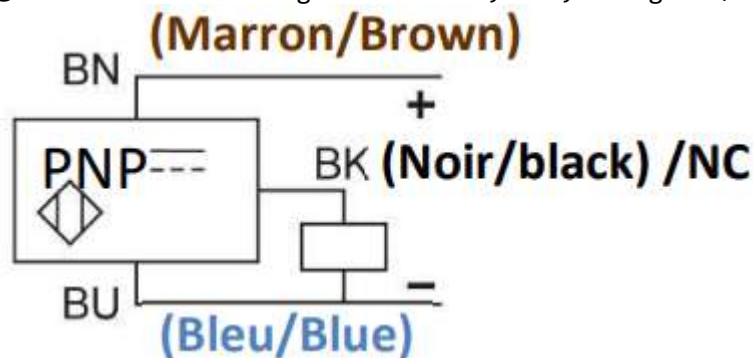 (Marron/Brown)
BN
+
PNP
BK (Noir/black) /NC
−
BU
(Bleu/Blue)